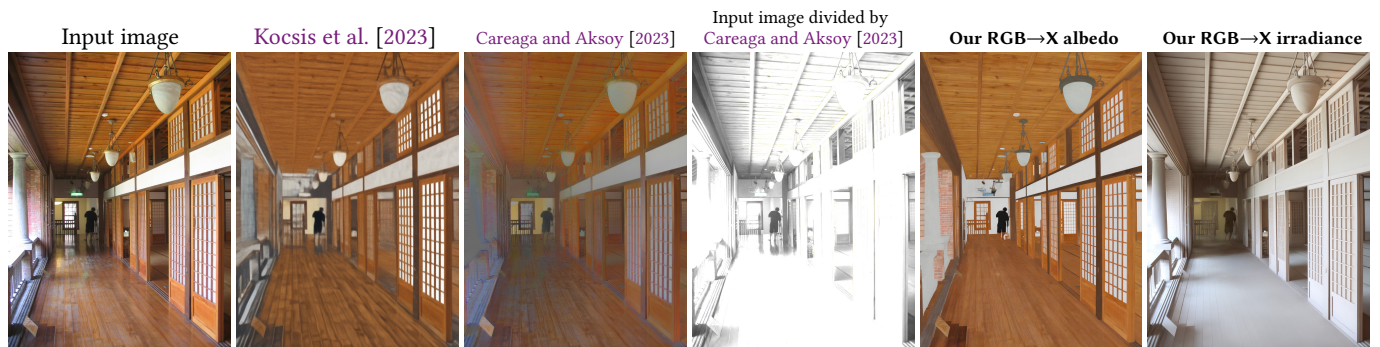 Input image
Kocsis et al. [2023]
Careaga and Aksoy [2023]
Input image divided by
Careaga and Aksoy [2023]
Our RGB→X albedo
Our RGB→X irradiance